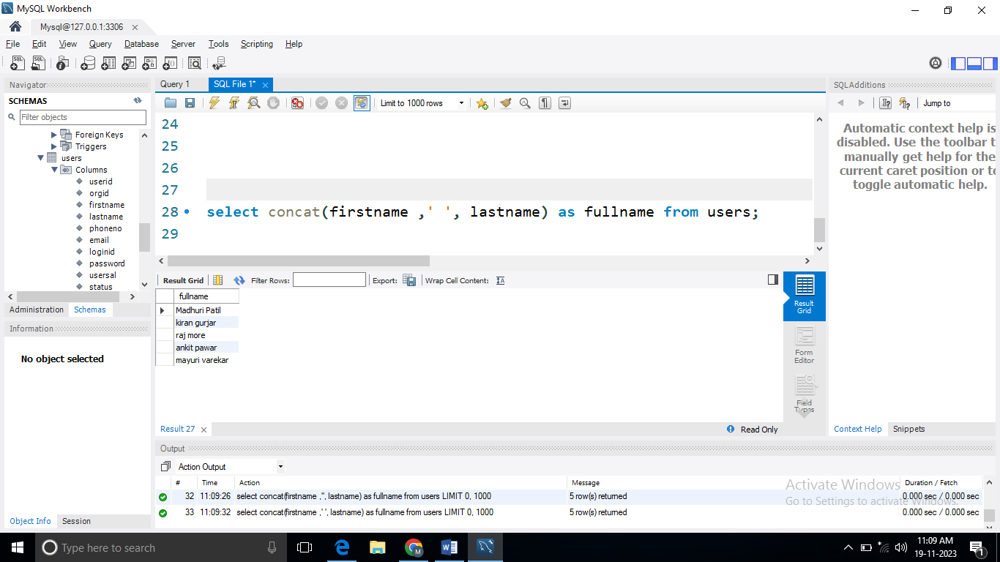 MySQL Workbench
Mysql@127.0.0.1:3306
File Edit View Query Database Server Tools Scripting Help
Navigator
SCHEMAS
Filter objects
Foreign Keys
Triggers
users
Columns
userid
orgid
firstname
lastname
phoneno
email
loginid
password
usersal
status
Administration Schemas
Information
No object selected
Object Info Session
Query 1 SQL File 1*
Limit to 1000 rows
24
25
26
27
28 select concat(firstname ,' ', lastname) as fullname from users;
29
Result Grid Filter Rows: Export: Wrap Cell Content:
fullname
Madhuri Patil
kiran gurjar
raj more
ankit pawar
mayuri varekar
Result
Grid
Form
Editor
Field
Types
Result 27 Read Only
SQLAdditions
Jump to
Automatic context help is
disabled. Use the toolbar t
manually get help for the
current caret position or to
toggle automatic help.
Context Help Snippets
Output
Action Output
# Time Action Message Duration / Fetch
32 11:09:26 select concat(firstname ,'', lastname) as fullname from users LIMIT 0, 1000 5 row(s) returned 0.000 sec / 0.000 sec
33 11:09:32 select concat(firstname ,' ', lastname) as fullname from users LIMIT 0, 1000 5 row(s) returned 0.000 sec / 0.000 sec
Activate Windows
Go to Settings to activate Windows.
Type here to search
11:09 AM
19-11-2023
1